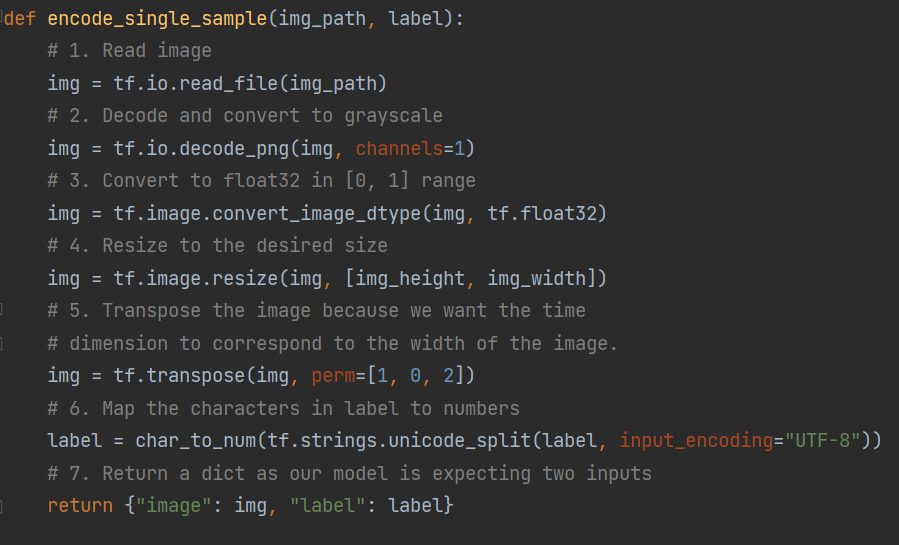 def encode_single_sample(img_path, label):
    # 1. Read image
    img = tf.io.read_file(img_path)
    # 2. Decode and convert to grayscale
    img = tf.io.decode_png(img, channels=1)
    # 3. Convert to float32 in [0, 1] range
    img = tf.image.convert_image_dtype(img, tf.float32)
    # 4. Resize to the desired size
    img = tf.image.resize(img, [img_height, img_width])
    # 5. Transpose the image because we want the time
    # dimension to correspond to the width of the image.
    img = tf.transpose(img, perm=[1, 0, 2])
    # 6. Map the characters in label to numbers
    label = char_to_num(tf.strings.unicode_split(label, input_encoding="UTF-8"))
    # 7. Return a dict as our model is expecting two inputs
    return {"image": img, "label": label}